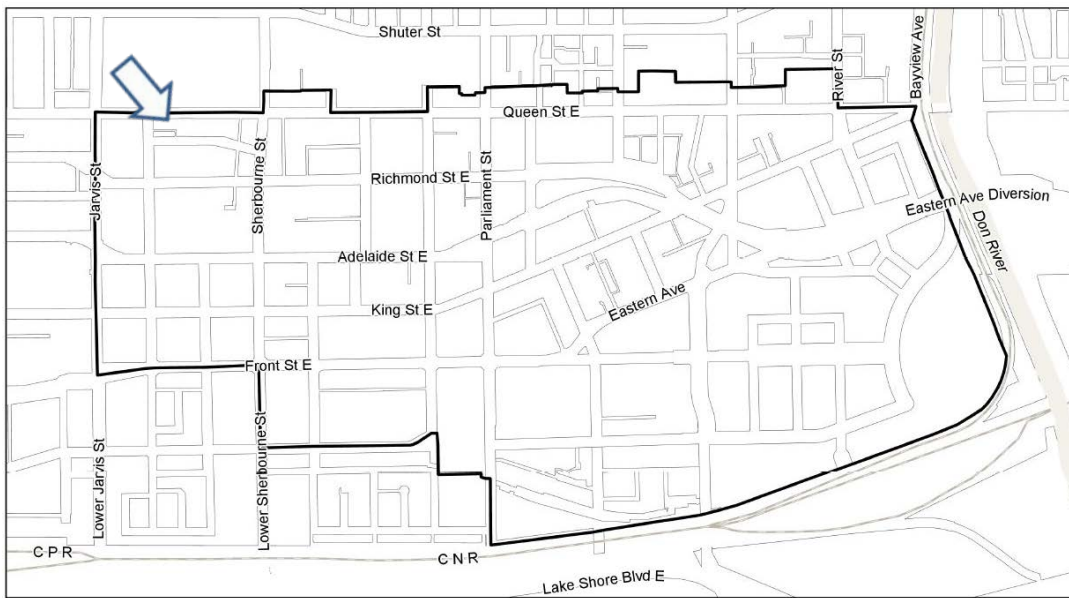 Shuter St
River St
Bayview Ave
Queen St E
Jarvis St
Sherbourne St
Richmond St E
Parliament St
Eastern Ave Diversion
Don River
Adelaide St E
King St E
Eastern Ave
Front St E
Lower Jarvis St
Lower Sherbourne St
C P R
C N R
Lake Shore Blvd E